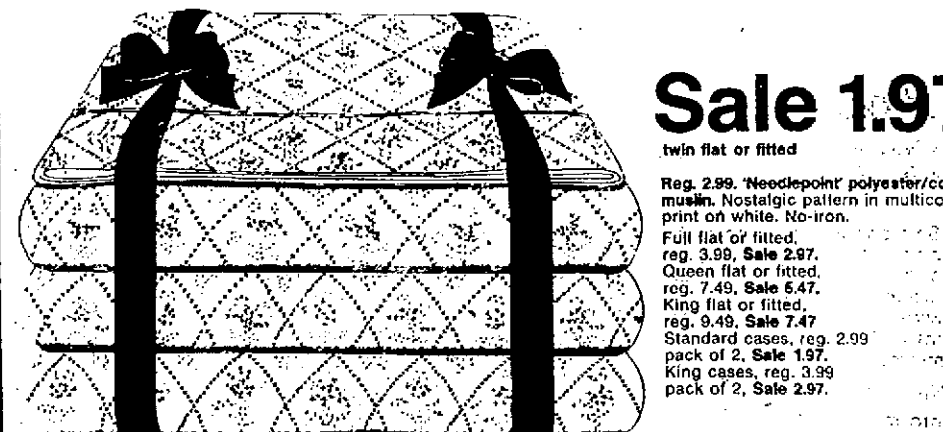 Sale 1.97
twin flat or fitted
Reg. 2.99. 'Needlepoint' polyester/co
muslin. Nostalgic pattern in multico
print on white. No-iron.
Full flat or fitted,
reg. 3.99, Sale 2.97.
Queen flat or fitted,
reg. 7.49, Sale 5.47.
King flat or fitted,
reg. 9.49, Sale 7.47
Standard cases, reg. 2.99
pack of 2, Sale 1.97.
King cases, reg. 3.99
pack of 2, Sale 2.97.